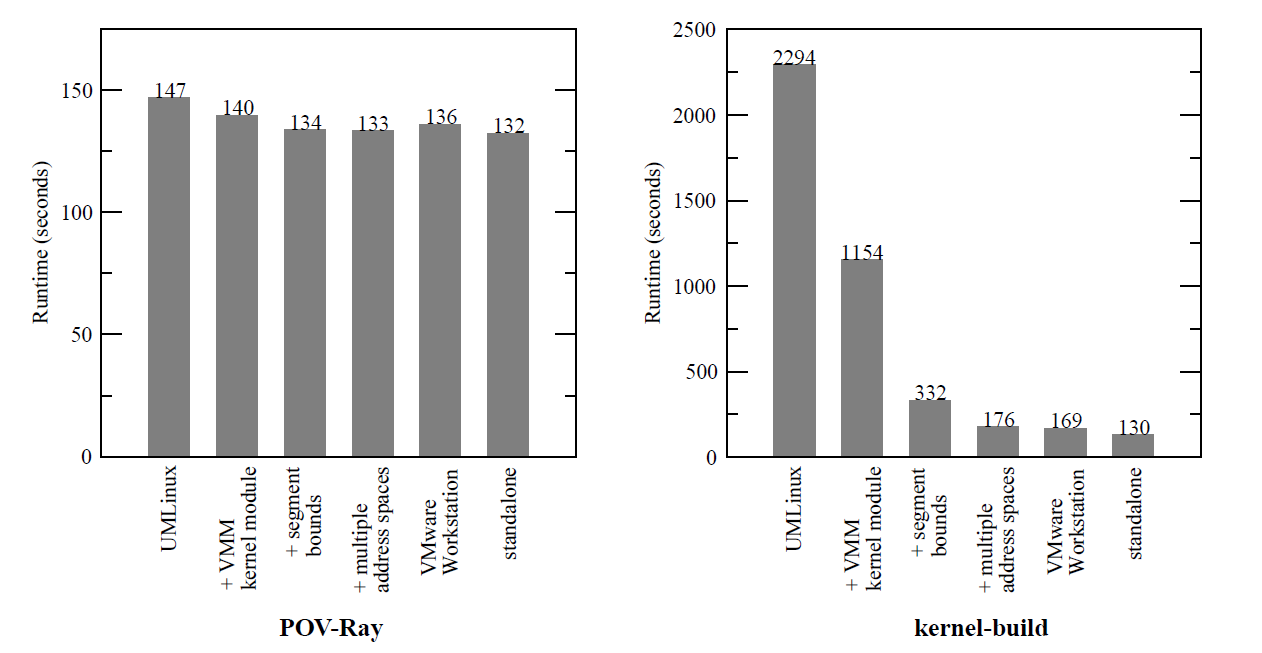 150
100
50
0
Runtime (seconds)
147
140
134
133
136
132
UMLinux
+ VMM
kernel module
+ segment
bounds
+ multiple
address spaces
VMware
Workstation
standalone
POV-Ray
2500
2000
1500
1000
500
0
Runtime (seconds)
2294
1154
332
176
169
130
UMLinux
+ VMM
kernel module
+ segment
bounds
+ multiple
address spaces
VMware
Workstation
standalone
kernel-build